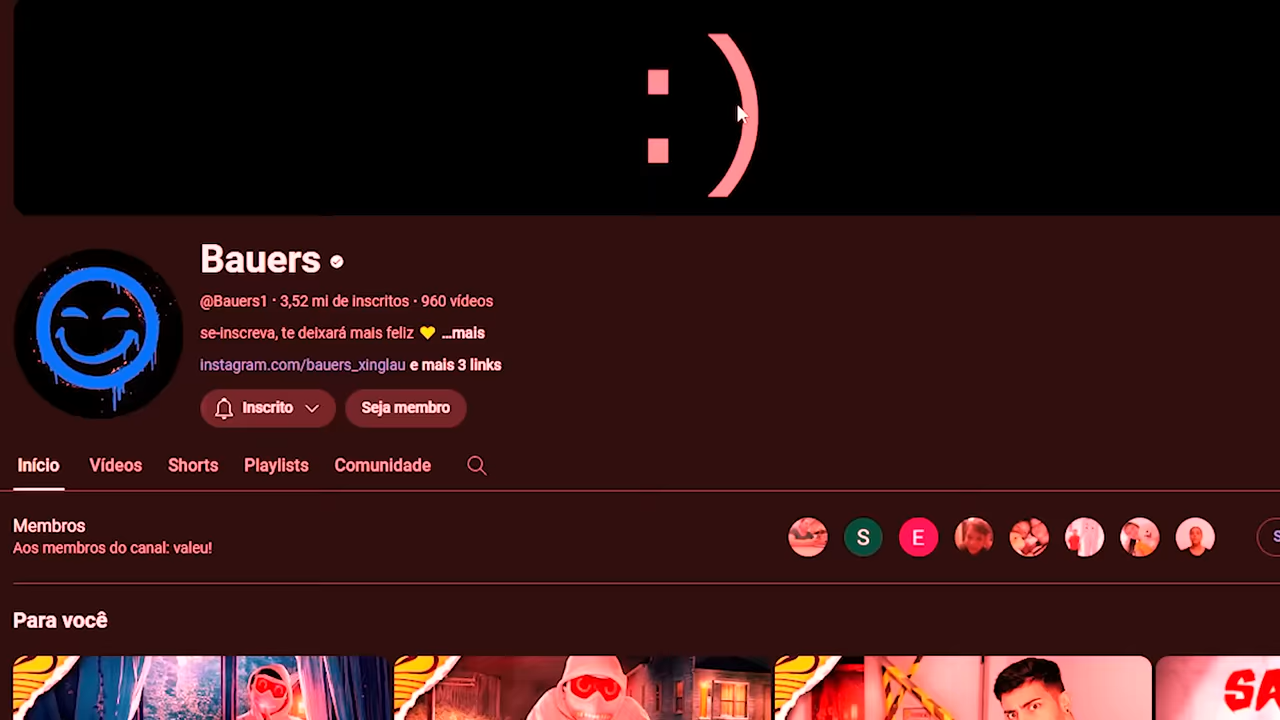 :)
Bauers
@Bauers1 · 3,52 mi de inscritos · 960 vídeos
se-inscreva, te deixará mais feliz 💛 ...mais
instagram.com/bauers_xinglau e mais 3 links
Inscrito Seja membro
Início Vídeos Shorts Playlists Comunidade
Membros
Aos membros do canal: valeu!
S E
Para você